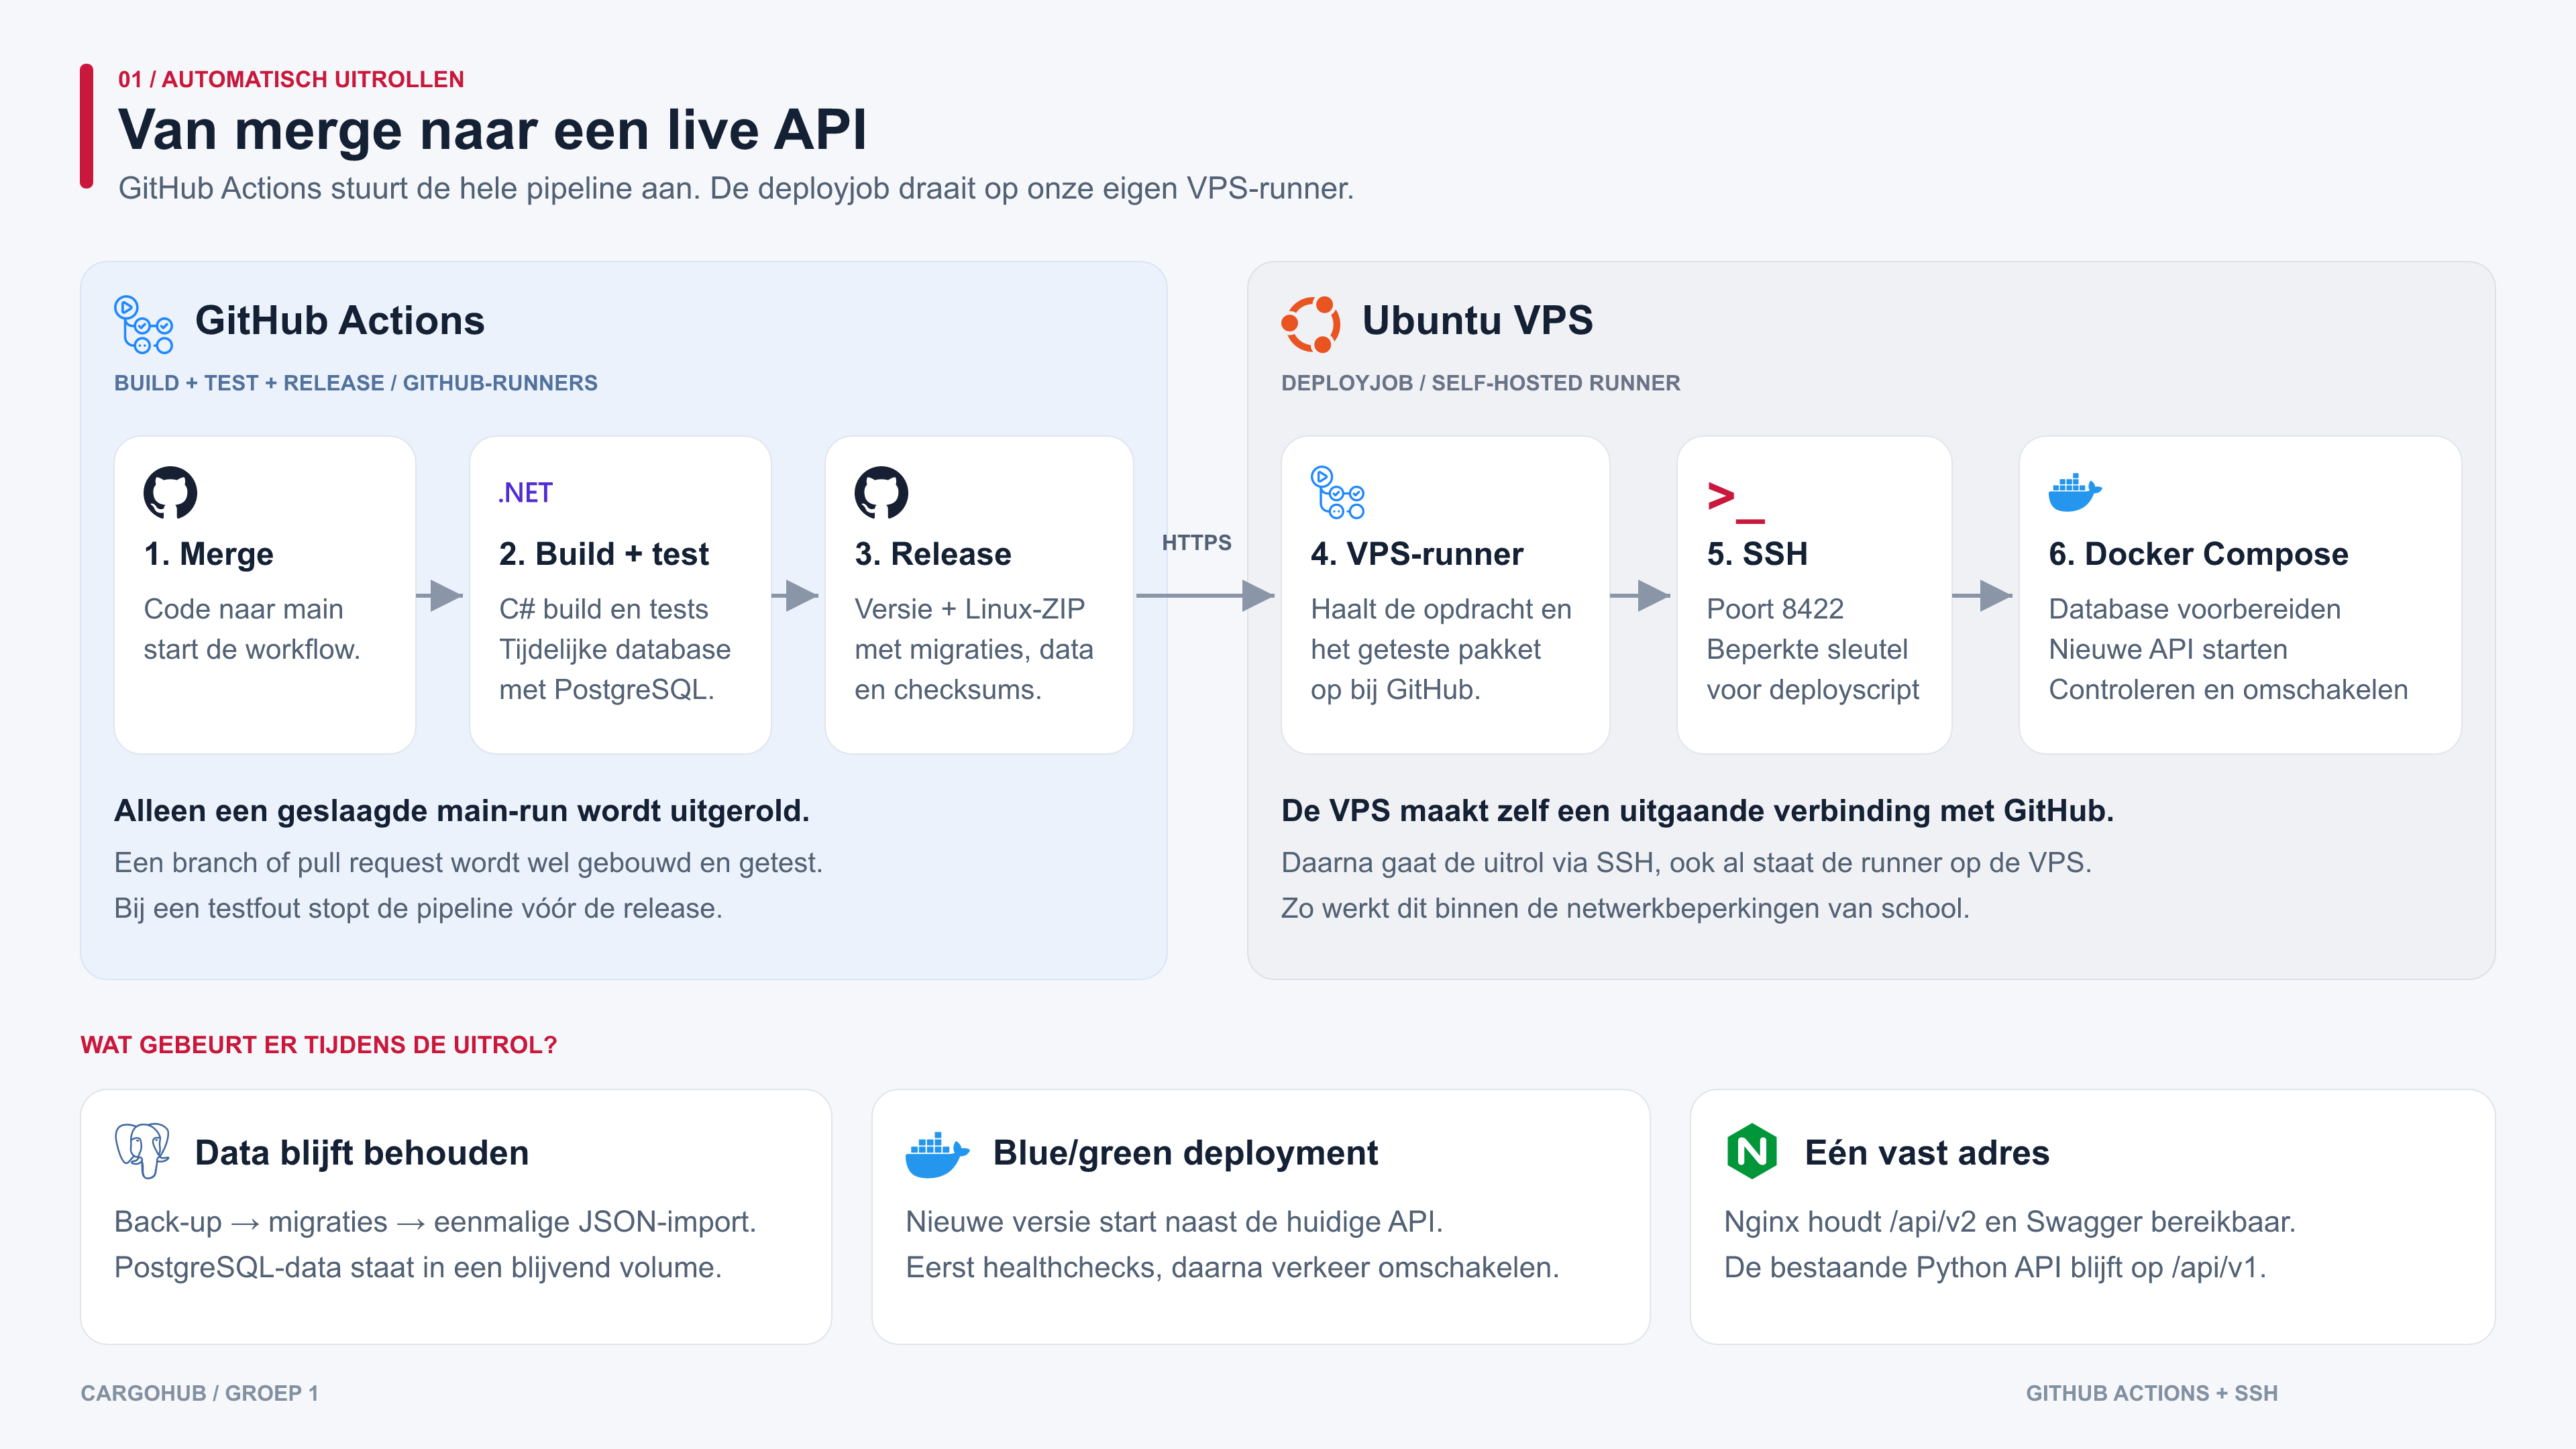 01 / AUTOMATISCH UITROLLEN
Van merge naar een live API
GitHub Actions stuurt de hele pipeline aan. De deployjob draait op onze eigen VPS-runner.
GitHub Actions
BUILD + TEST + RELEASE / GITHUB-RUNNERS
1. Merge
Code naar main
start de workflow.
.NET
2. Build + test
C# build en tests
Tijdelijke database
met PostgreSQL.
3. Release
Versie + Linux-ZIP
met migraties, data
en checksums.
Alleen een geslaagde main-run wordt uitgerold.
Een branch of pull request wordt wel gebouwd en getest.
Bij een testfout stopt de pipeline vóór de release.
HTTPS
Ubuntu VPS
DEPLOYJOB / SELF-HOSTED RUNNER
4. VPS-runner
Haalt de opdracht en
het geteste pakket
op bij GitHub.
>_
5. SSH
Poort 8422
Beperkte sleutel
voor deployscript
6. Docker Compose
Database voorbereiden
Nieuwe API starten
Controleren en omschakelen
De VPS maakt zelf een uitgaande verbinding met GitHub.
Daarna gaat de uitrol via SSH, ook al staat de runner op de VPS.
Zo werkt dit binnen de netwerkbeperkingen van school.
WAT GEBEURT ER TIJDENS DE UITROL?
Data blijft behouden
Back-up → migraties → eenmalige JSON-import.
PostgreSQL-data staat in een blijvend volume.
Blue/green deployment
Nieuwe versie start naast de huidige API.
Eerst healthchecks, daarna verkeer omschakelen.
N
Eén vast adres
Nginx houdt /api/v2 en Swagger bereikbaar.
De bestaande Python API blijft op /api/v1.
CARGOHUB / GROEP 1
GITHUB ACTIONS + SSH